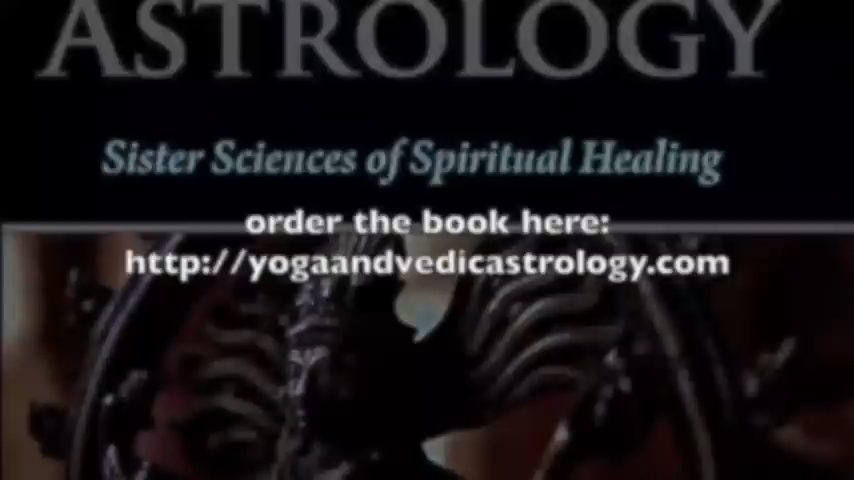 ASTROLOGY
Sister Sciences of Spiritual Healing
order the book here:
http://yogaandvedicastrology.com